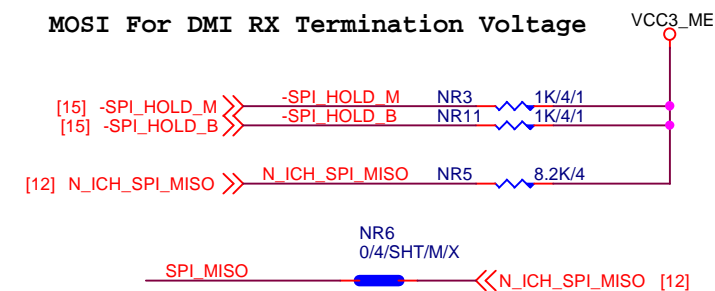 MOSI For DMI RX Termination Voltage
VCC3_ME
[15] -SPI_HOLD_M -SPI_HOLD_M NR3 1K/4/1
[15] -SPI_HOLD_B -SPI_HOLD_B NR11 1K/4/1
[12] N_ICH_SPI_MISO N_ICH_SPI_MISO NR5 8.2K/4
NR6
0/4/SHT/M/X
SPI_MISO N_ICH_SPI_MISO [12]